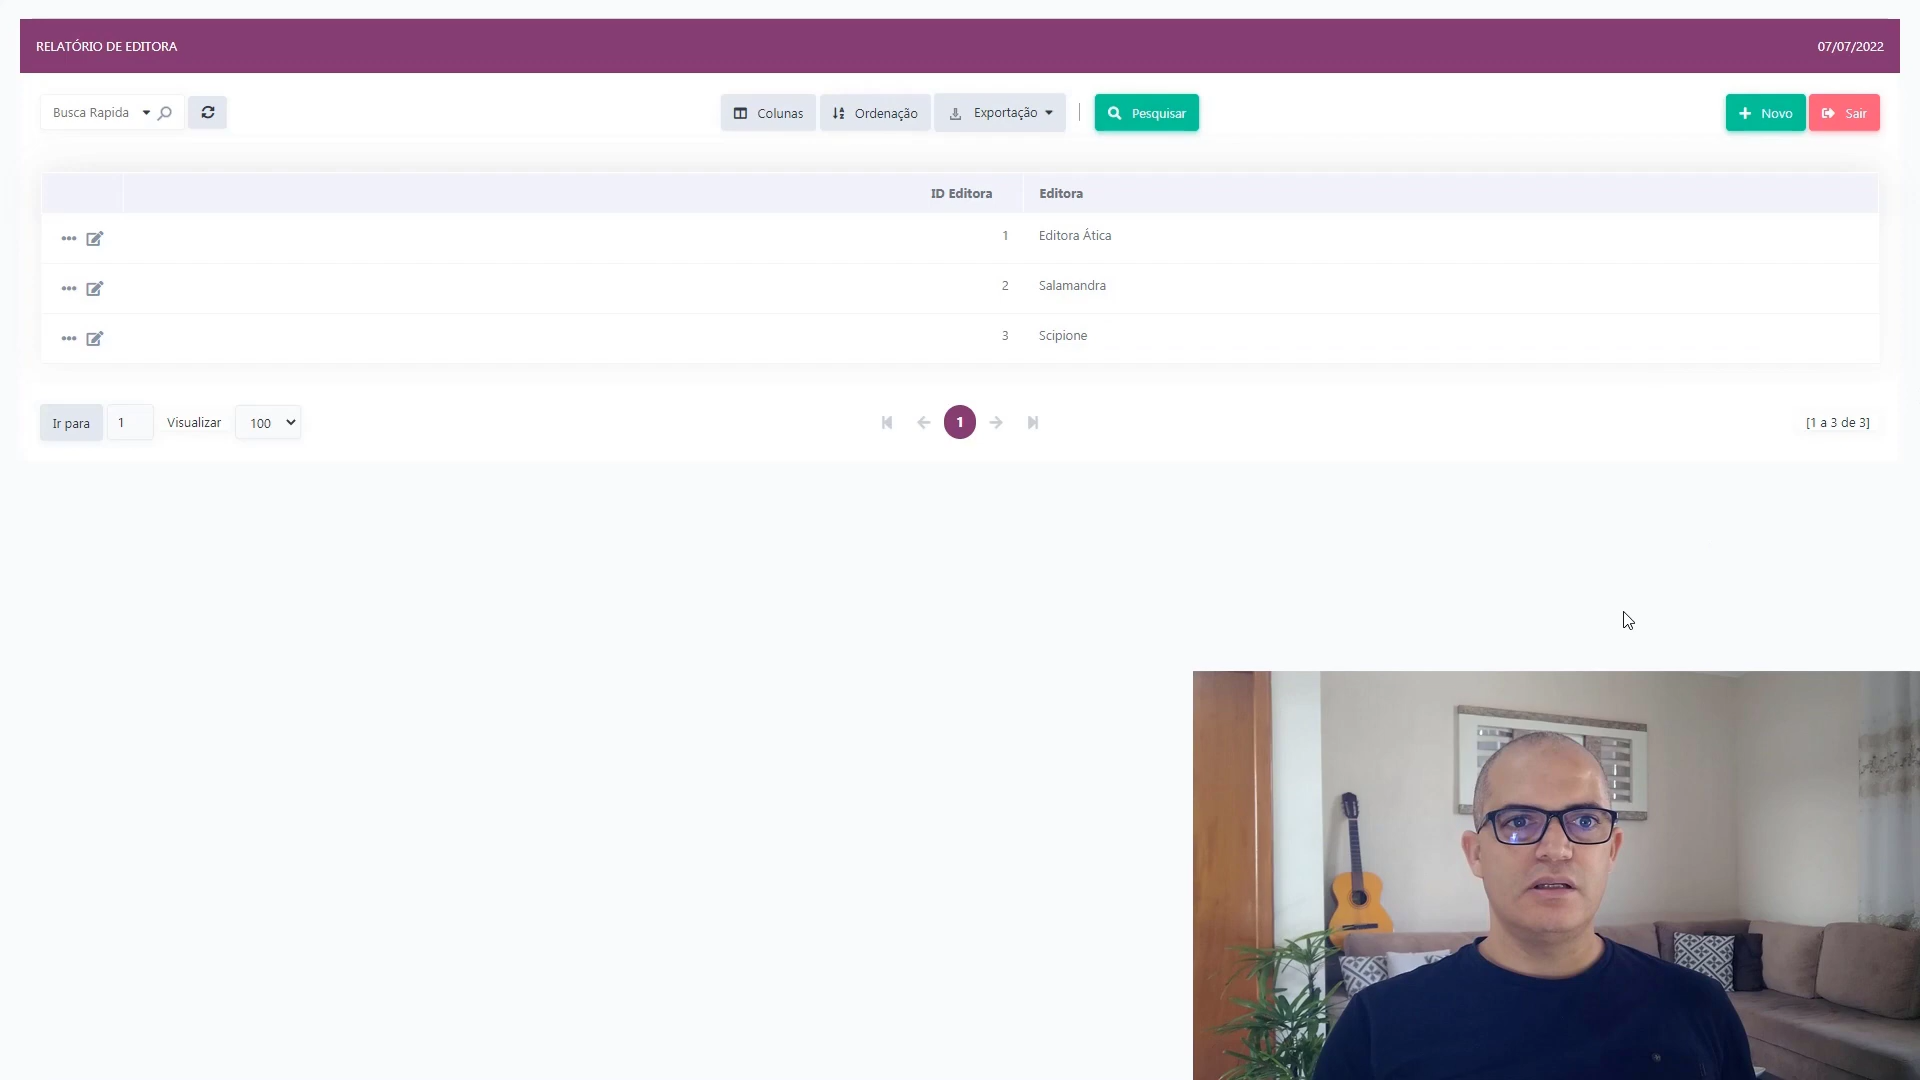 RELATÓRIO DE EDITORA 07/07/2022
Busca Rapida Colunas Ordenação Exportação Pesquisar Novo Sair
ID Editora Editora
1 Editora Ática
2 Salamandra
3 Scipione
Ir para 1 Visualizar 100 1 [1 a 3 de 3]